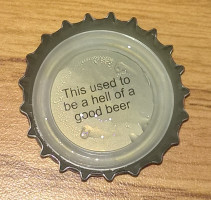 This used to
be a hell of a
good beer